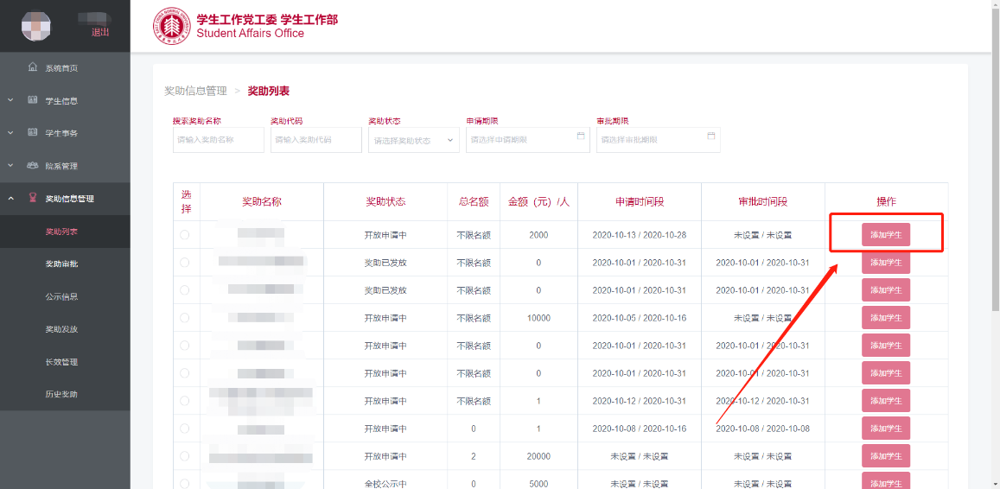 退出
学生工作党工委 学生工作部
Student Affairs Office
EAST CHINA NORMAL UNIVERSITY
系统首页
学生信息
学生事务
院系管理
奖助信息管理
奖助列表
奖助审批
公示信息
奖助发放
长效管理
历史奖助
奖助信息管理 > 奖助列表
搜索奖助名称 奖助代码 奖助状态 申请期限 审批期限
请输入奖助名称 请输入奖助代码 请选择奖助状态 请选择申请期限 请选择审批期限
选择 奖助名称 奖助状态 总名额 金额（元）/人 申请时间段 审批时间段 操作
开放申请中 不限名额 2000 2020-10-13 / 2020-10-28 未设置 / 未设置 添加学生
奖助已发放 不限名额 0 2020-10-01 / 2020-10-31 2020-10-01 / 2020-10-31 添加学生
奖助已发放 不限名额 0 2020-10-01 / 2020-10-31 2020-10-01 / 2020-10-31 添加学生
开放申请中 不限名额 10000 2020-10-05 / 2020-10-16 未设置 / 未设置 添加学生
开放申请中 不限名额 0 2020-10-01 / 2020-10-31 2020-10-01 / 2020-10-31 添加学生
开放申请中 不限名额 0 2020-10-01 / 2020-10-31 2020-10-01 / 2020-10-31 添加学生
开放申请中 不限名额 1 2020-10-12 / 2020-10-31 2020-10-12 / 2020-10-31 添加学生
开放申请中 0 1 2020-10-08 / 2020-10-16 2020-10-08 / 2020-10-08 添加学生
开放申请中 2 20000 未设置 / 未设置 未设置 / 未设置 添加学生
全校公示中 0 5000 未设置 / 未设置 未设置 / 未设置 添加学生